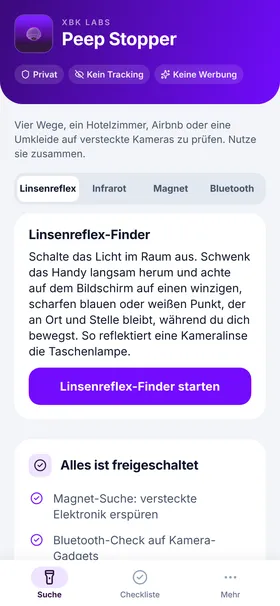 XBK LABS
Peep Stopper
Privat
Kein Tracking
Keine Werbung
Vier Wege, ein Hotelzimmer, Airbnb oder eine
Umkleide auf versteckte Kameras zu prüfen. Nutze
sie zusammen.
Linsenreflex
Infrarot
Magnet
Bluetooth
Linsenreflex-Finder
Schalte das Licht im Raum aus. Schwenk
das Handy langsam herum und achte
auf dem Bildschirm auf einen winzigen,
scharfen blauen oder weißen Punkt, der
an Ort und Stelle bleibt, während du dich
bewegst. So reflektiert eine Kameralinse
die Taschenlampe.
Linsenreflex-Finder starten
Alles ist freigeschaltet
Magnet-Suche: versteckte
Elektronik erspüren
Bluetooth-Check auf Kamera-
Gadgets
Suche
Checkliste
Mehr